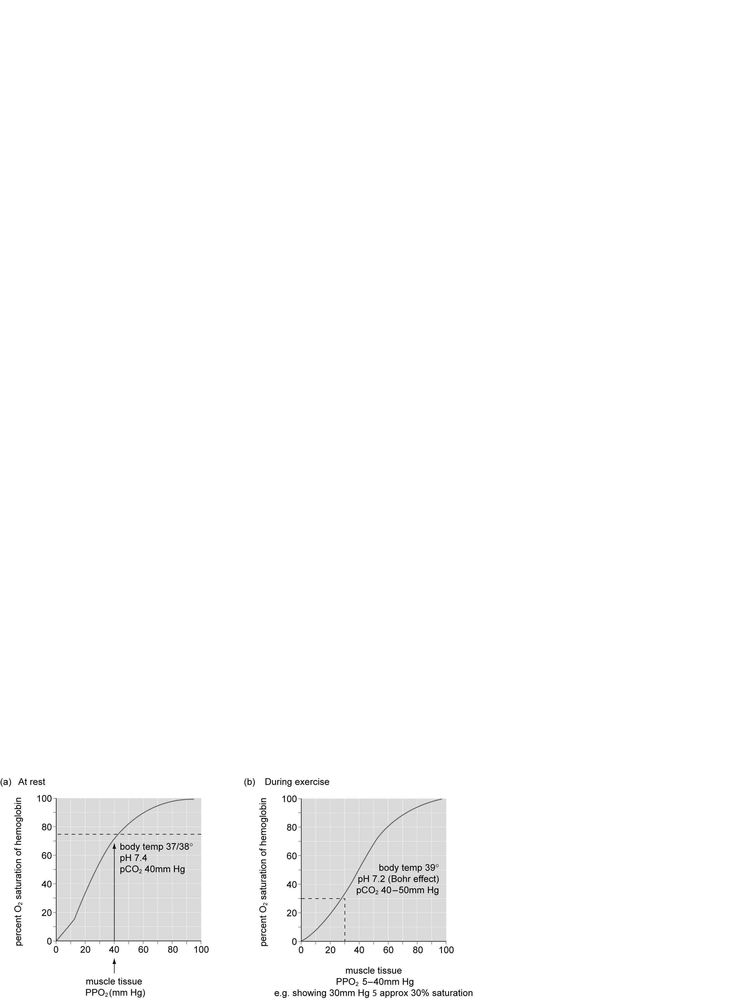 (a) At rest
percent O₂ saturation of hemoglobin
100
80
60
40
20
0
body temp 37/38°
pH 7.4
pCO₂ 40mm Hg
0 20 40 60 80 100
muscle tissue
PPO₂ (mm Hg)
(b) During exercise
percent O₂ saturation of hemoglobin
100
80
60
40
20
0
body temp 39°
pH 7.2 (Bohr effect)
pCO₂ 40–50mm Hg
0 20 40 60 80 100
muscle tissue
PPO₂ 5–40mm Hg
e.g. showing 30mm Hg 5 approx 30% saturation